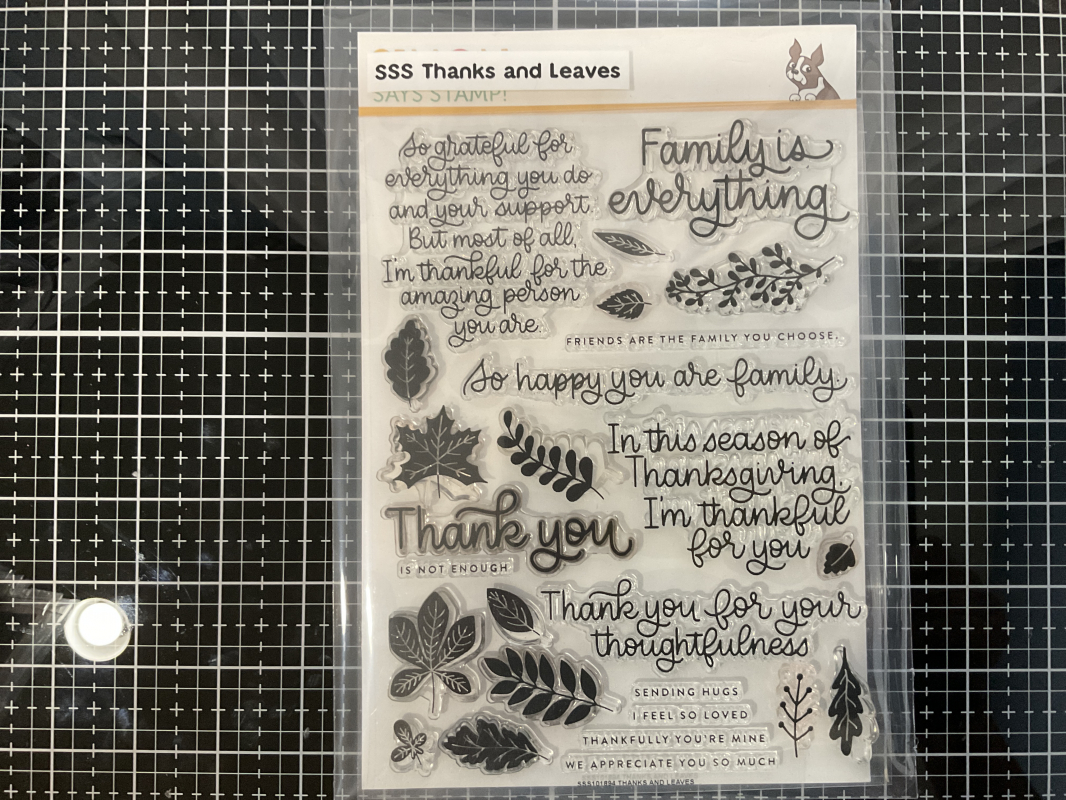 SSS Thanks and Leaves
SAYS STAMP!
So grateful for
everything you do
and your support.
But most of all,
I'm thankful for the
amazing person
you are.
Family is
everything
FRIENDS ARE THE FAMILY YOU CHOOSE.
So happy you are family.
In this season of
Thanksgiving,
I'm thankful
for you
Thank you
IS NOT ENOUGH
Thank you for your
thoughtfulness
SENDING HUGS
I FEEL SO LOVED
THANKFULLY YOU'RE MINE
WE APPRECIATE YOU SO MUCH
THANKS AND LEAVES